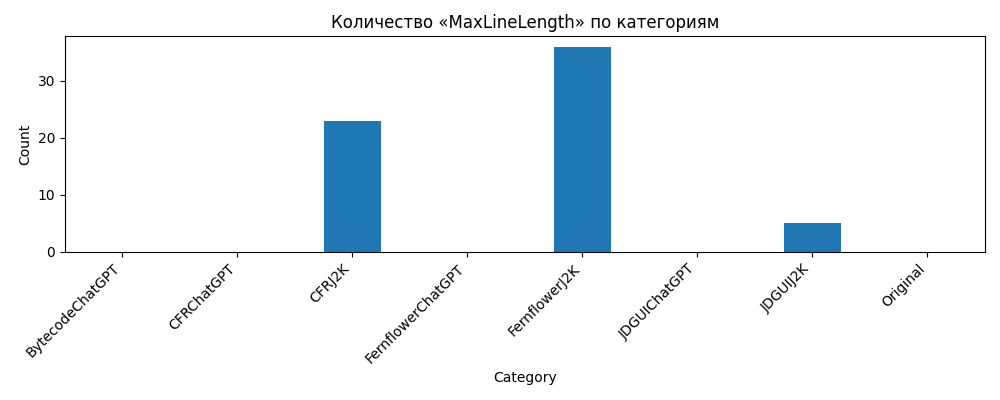 Количество «MaxLineLength» по категориям
Count
30
20
10
0
BytecodeChatGPT
CFRChatGPT
CFRJ2K
FernflowerChatGPT
FernflowerJ2K
JDGUIChatGPT
JDGUIJ2K
Original
Category